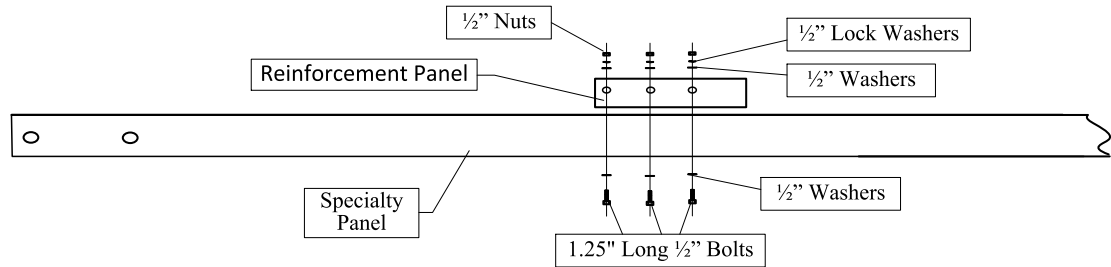 ½” Nuts
½” Lock Washers
Reinforcement Panel
½” Washers
½” Washers
Specialty
Panel
1.25" Long ½” Bolts